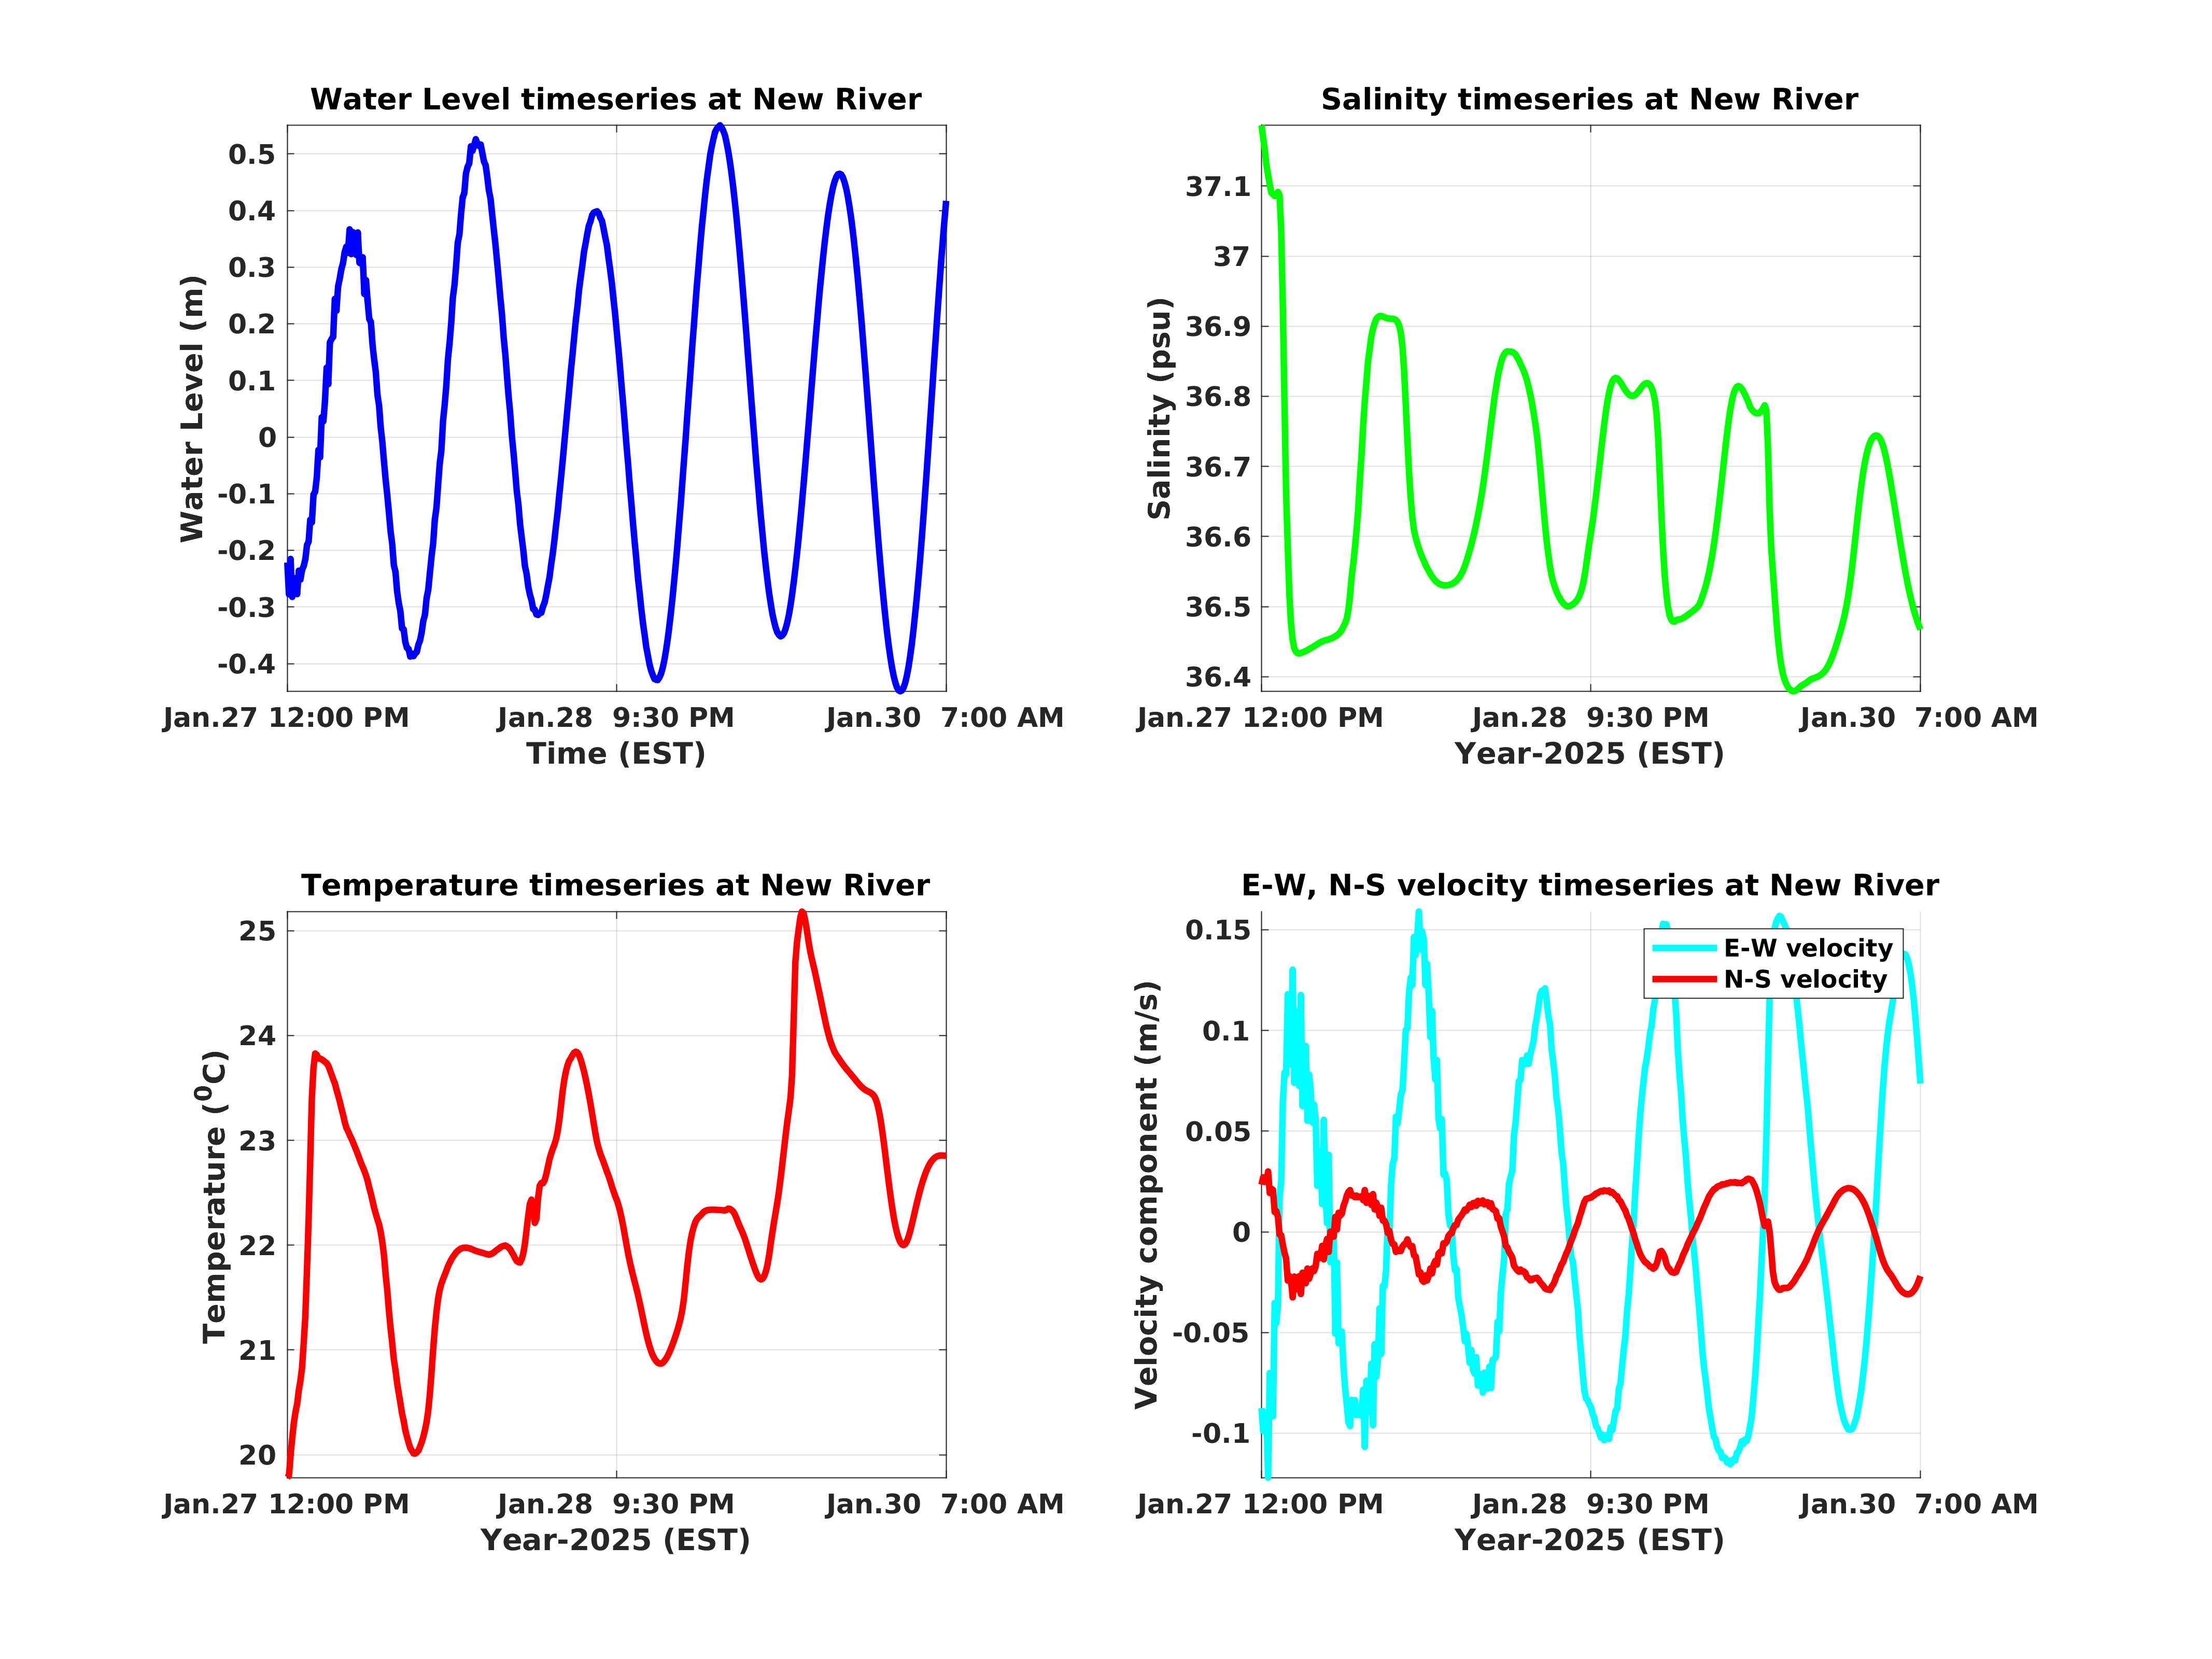 Water Level timeseries at New River
0.5
0.4
0.3
0.2
0.1
0
-0.1
-0.2
-0.3
-0.4
Water Level (m)
Jan.27 12:00 PM
Jan.28  9:30 PM
Jan.30  7:00 AM
Time (EST)
Salinity timeseries at New River
37.1
37
36.9
36.8
36.7
36.6
36.5
36.4
Salinity (psu)
Jan.27 12:00 PM
Jan.28  9:30 PM
Jan.30  7:00 AM
Year-2025 (EST)
Temperature timeseries at New River
25
24
23
22
21
20
Temperature (⁰C)
Jan.27 12:00 PM
Jan.28  9:30 PM
Jan.30  7:00 AM
Year-2025 (EST)
E-W, N-S velocity timeseries at New River
0.15
0.1
0.05
0
-0.05
-0.1
Velocity component (m/s)
E-W velocity
N-S velocity
Jan.27 12:00 PM
Jan.28  9:30 PM
Jan.30  7:00 AM
Year-2025 (EST)